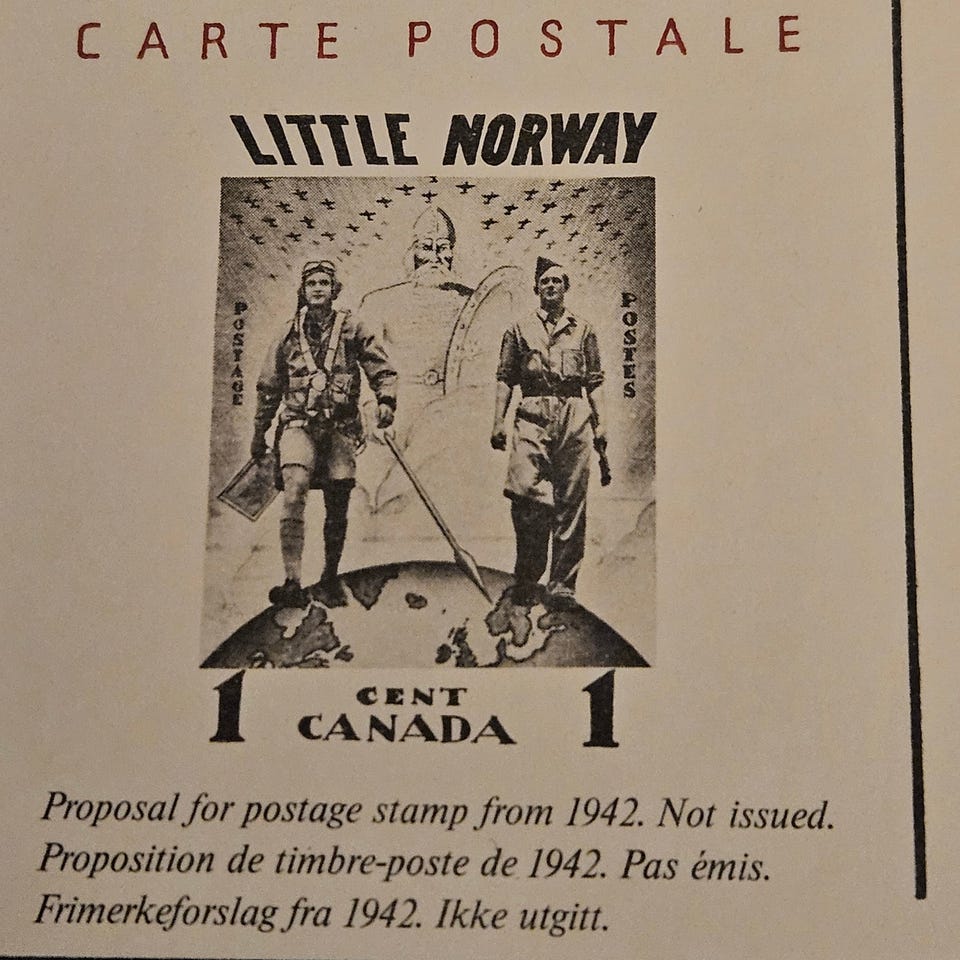 CARTE POSTALE
LITTLE NORWAY
POSTAGE
POSTES
1 CENT 1
CANADA
Proposal for postage stamp from 1942. Not issued.
Proposition de timbre-poste de 1942. Pas émis.
Frimerkeforslag fra 1942. Ikke utgitt.